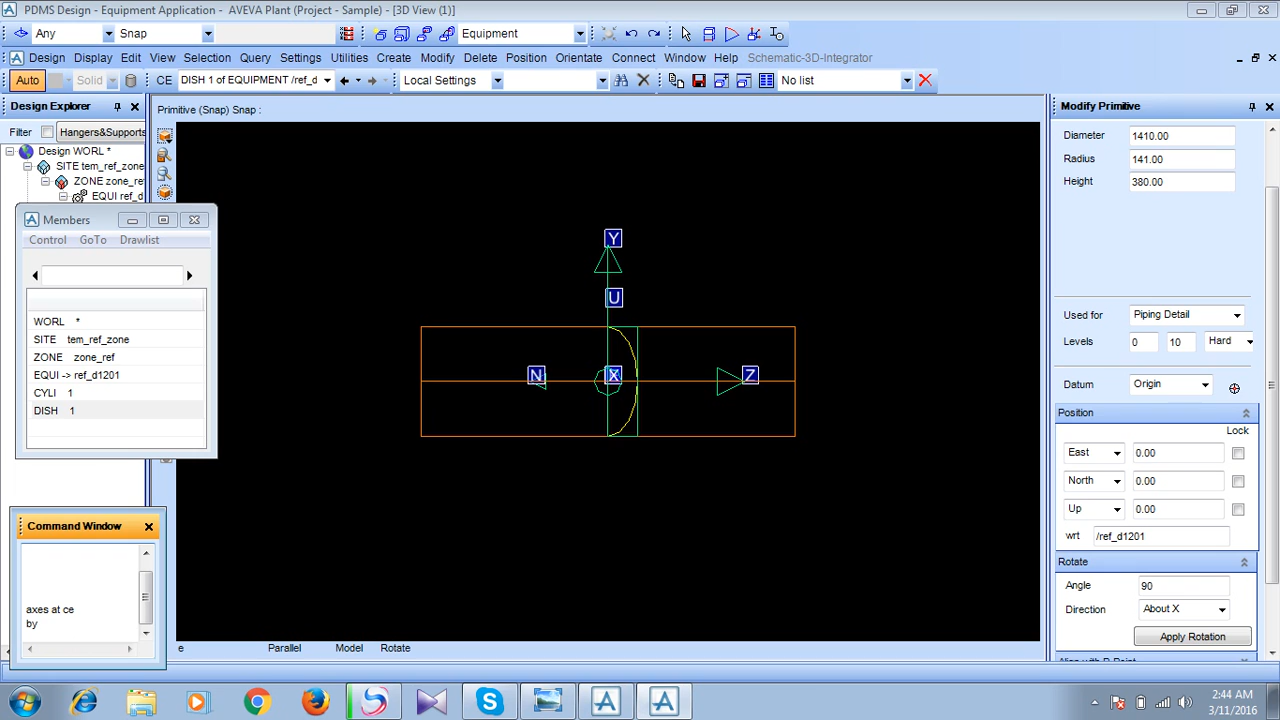 PDMS Design - Equipment Application - AVEVA Plant (Project - Sample) - [3D View (1)]
Any
Snap
Equipment
Design Display Edit View Selection Query Settings Utilities Create Modify Delete Position Orientate Connect Window Help Schematic-3D-Integrator
Auto
Solid
CE
DISH 1 of EQUIPMENT /ref_d
Local Settings
No list
Design Explorer
Filter
Hangers&Supports
Design WORL *
SITE tem_ref_zone
ZONE zone_re
EQUI ref_d
Members
Control GoTo Drawlist
WORL *
SITE tem_ref_zone
ZONE zone_ref
EQUI -> ref_d1201
CYLI 1
DISH 1
Command Window
axes at ce
by
Primitive (Snap) Snap :
Y
U
N
X
Z
e
Parallel
Model
Rotate
Modify Primitive
Diameter 1410.00
Radius 141.00
Height 380.00
Used for Piping Detail
Levels 0 10 Hard
Datum Origin
Position
Lock
East 0.00
North 0.00
Up 0.00
wrt /ref_d1201
Rotate
Angle 90
Direction About X
Apply Rotation
Align with P-Point
2:44 AM
3/11/2016